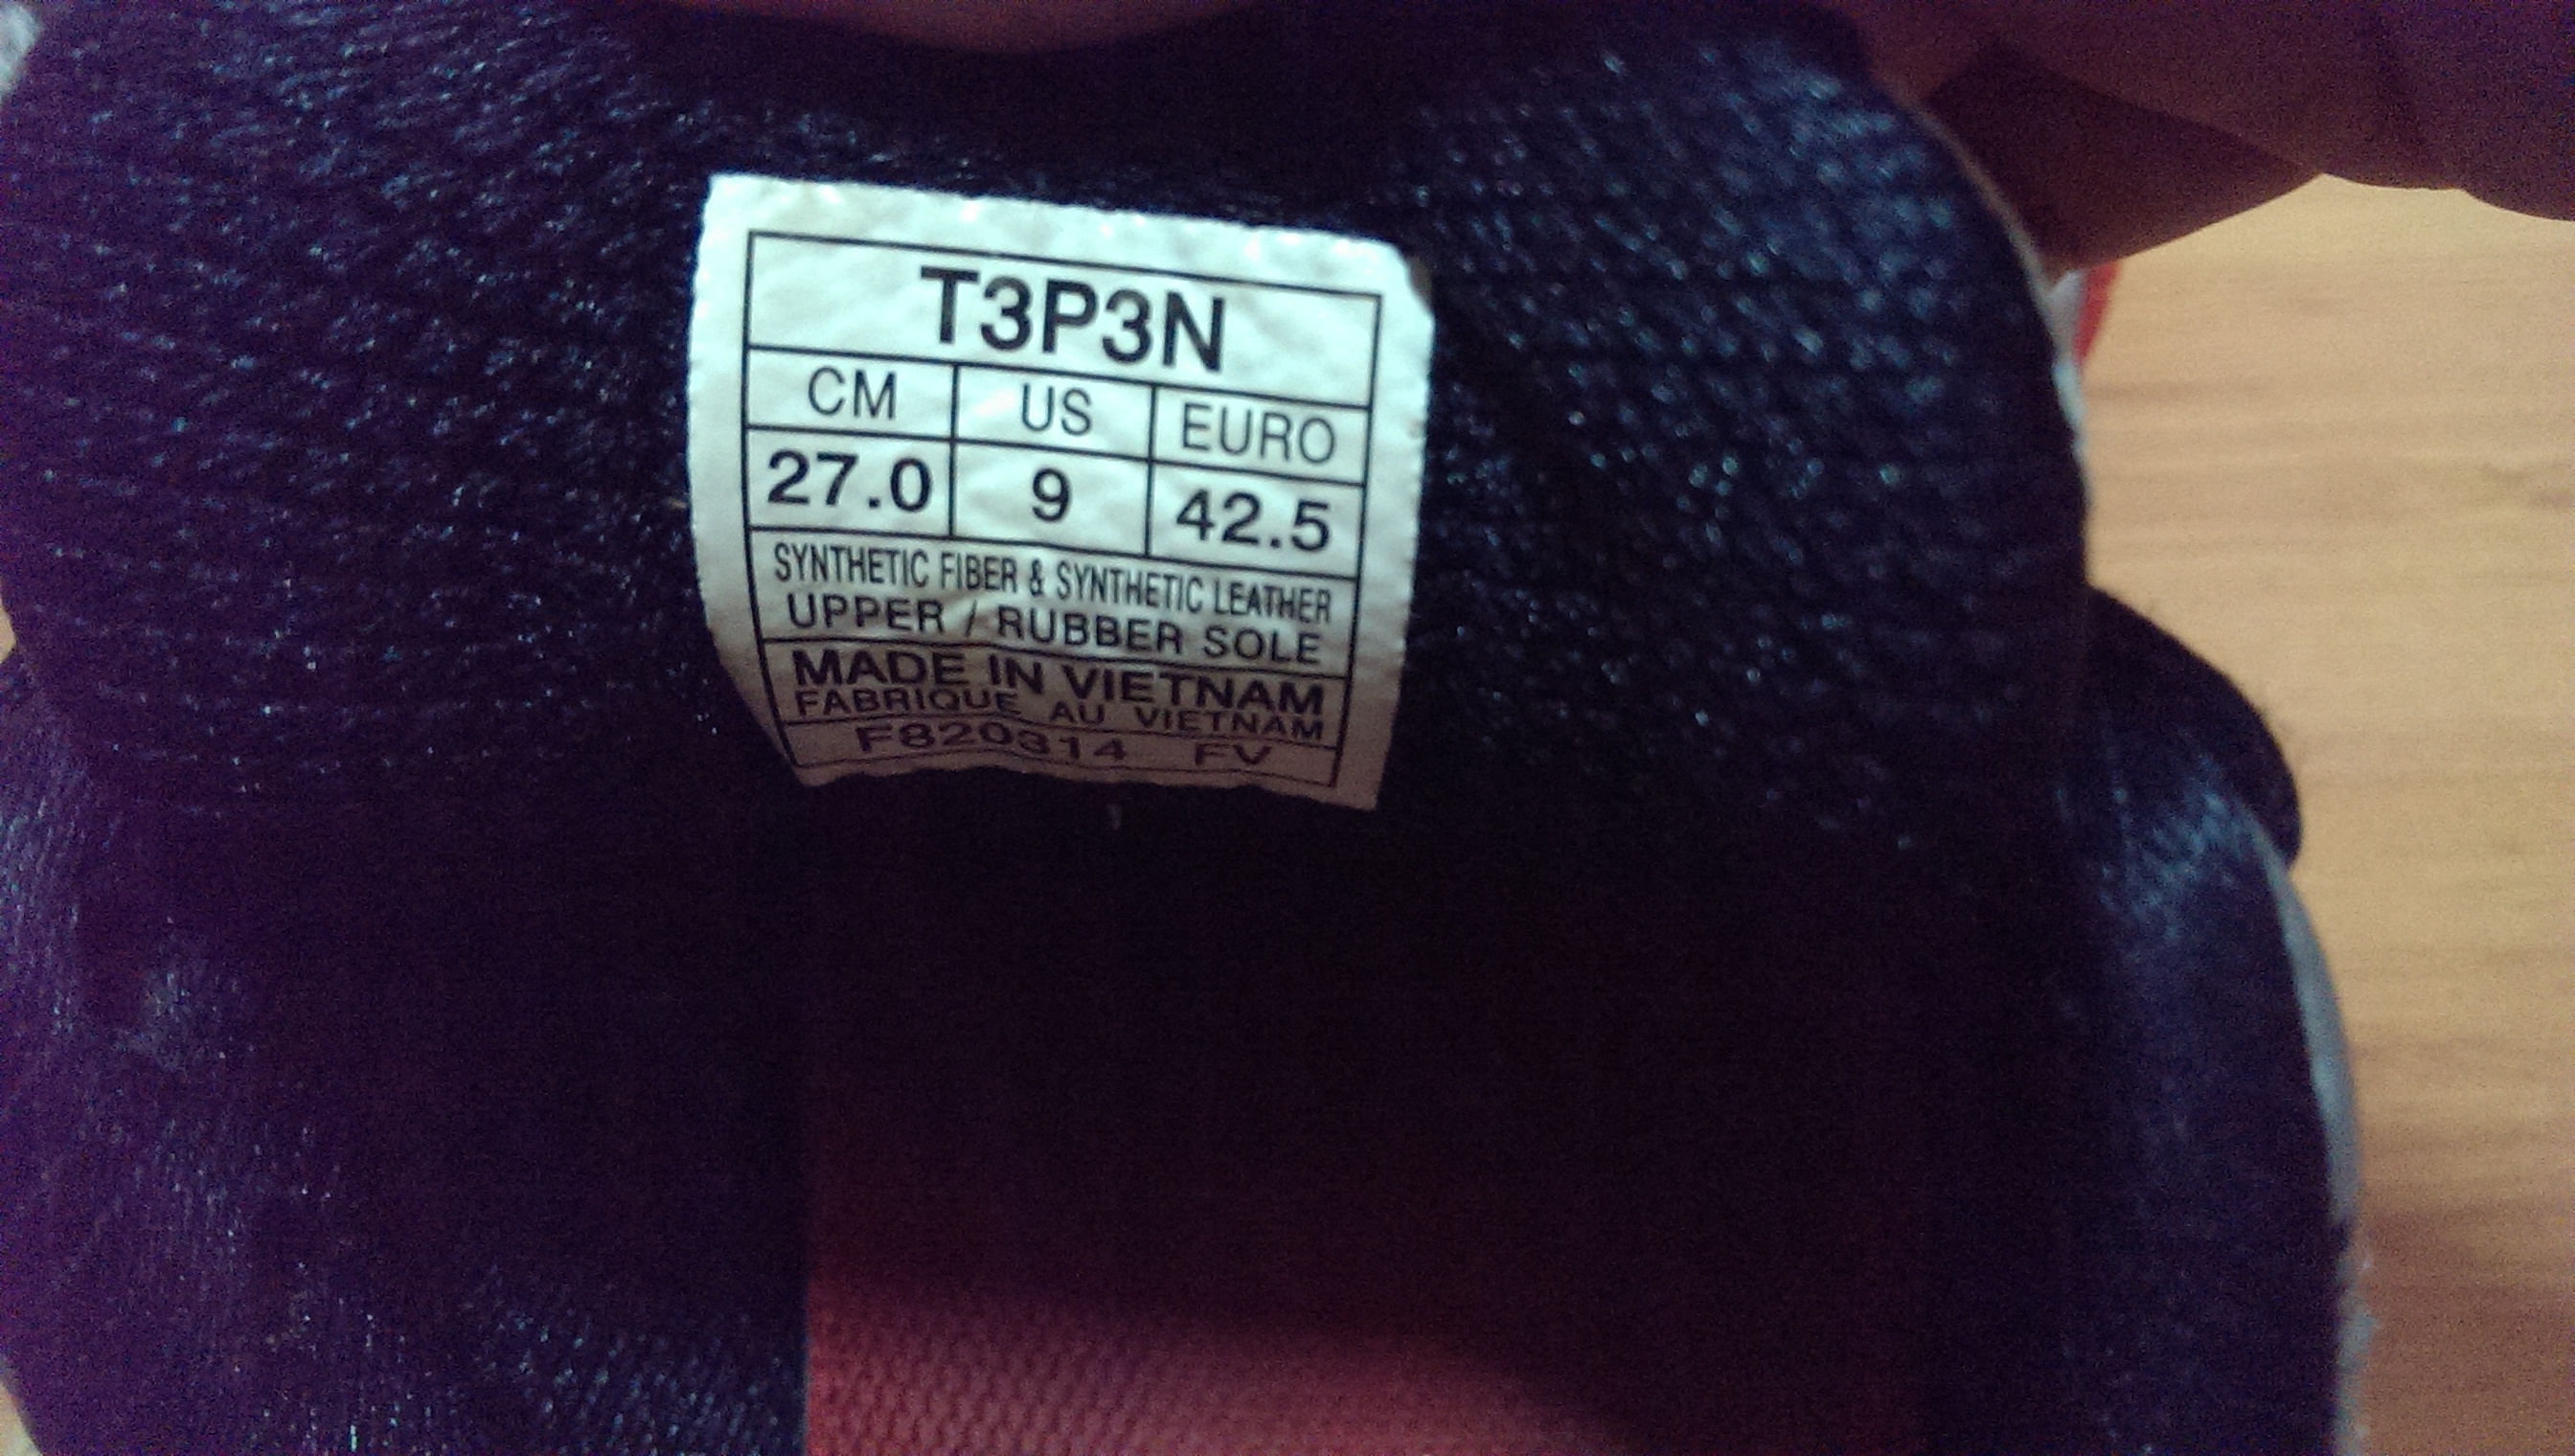 T3P3N
CM US EURO
27.0 9 42.5
SYNTHETIC FIBER & SYNTHETIC LEATHER
UPPER / RUBBER SOLE
MADE IN VIETNAM
FABRIQUE AU VIETNAM
F820314 FV